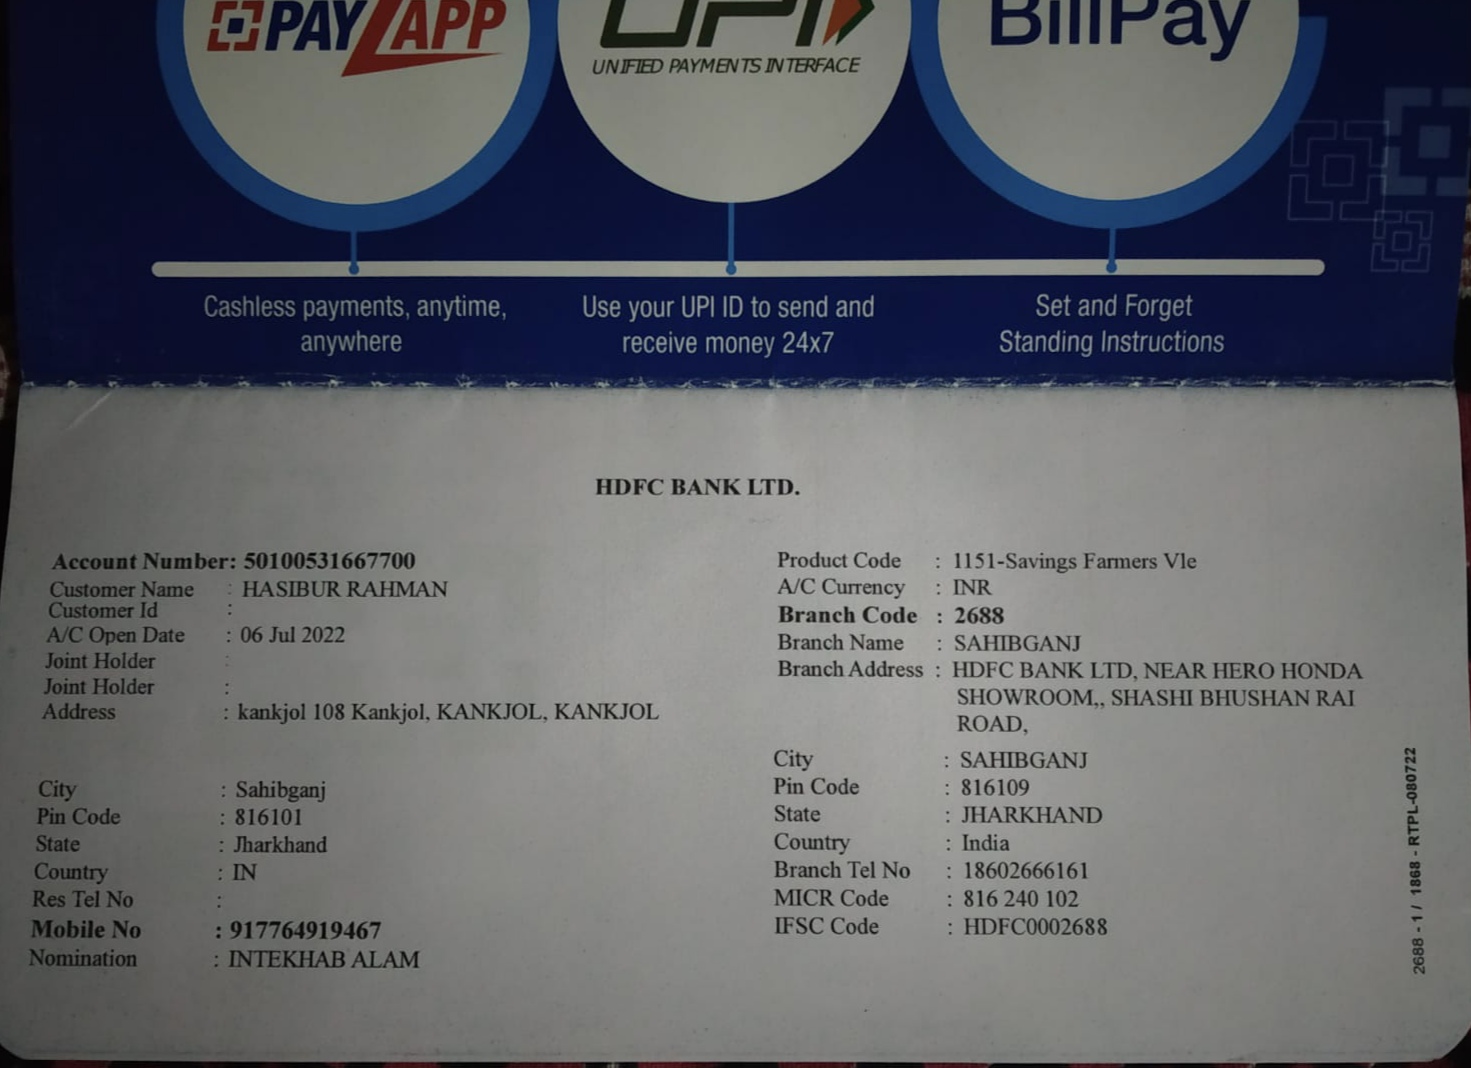 PAYZAPP
UPI
UNIFIED PAYMENTS INTERFACE
BillPay
Cashless payments, anytime,
anywhere
Use your UPI ID to send and
receive money 24x7
Set and Forget
Standing Instructions
HDFC BANK LTD.
Account Number: 50100531667700
Customer Name : HASIBUR RAHMAN
Customer Id :
A/C Open Date : 06 Jul 2022
Joint Holder :
Joint Holder :
Address : kankjol 108 Kankjol, KANKJOL, KANKJOL
City : Sahibganj
Pin Code : 816101
State : Jharkhand
Country : IN
Res Tel No :
Mobile No : 917764919467
Nomination : INTEKHAB ALAM
Product Code : 1151-Savings Farmers Vle
A/C Currency : INR
Branch Code : 2688
Branch Name : SAHIBGANJ
Branch Address : HDFC BANK LTD, NEAR HERO HONDA
SHOWROOM,, SHASHI BHUSHAN RAI
ROAD,
City : SAHIBGANJ
Pin Code : 816109
State : JHARKHAND
Country : India
Branch Tel No : 18602666161
MICR Code : 816 240 102
IFSC Code : HDFC0002688
2688 - 1 / 1868 - RTPL-080722